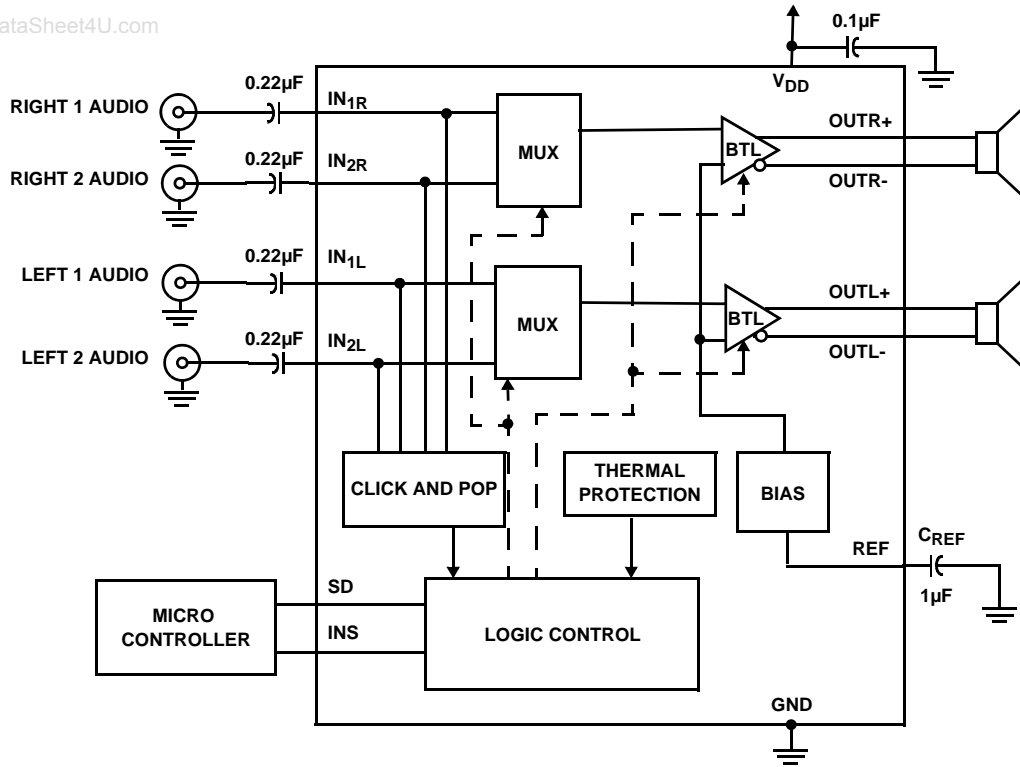 ataSheet4U.com
0.1µF
VDD
0.22µF
RIGHT 1 AUDIO
IN1R
OUTR+
MUX
BTL
0.22µF
RIGHT 2 AUDIO
IN2R
OUTR-
0.22µF
LEFT 1 AUDIO
IN1L
OUTL+
MUX
BTL
0.22µF
LEFT 2 AUDIO
IN2L
OUTL-
CLICK AND POP
THERMAL
PROTECTION
BIAS
REF
CREF
1µF
SD
MICRO
CONTROLLER
INS
LOGIC CONTROL
GND